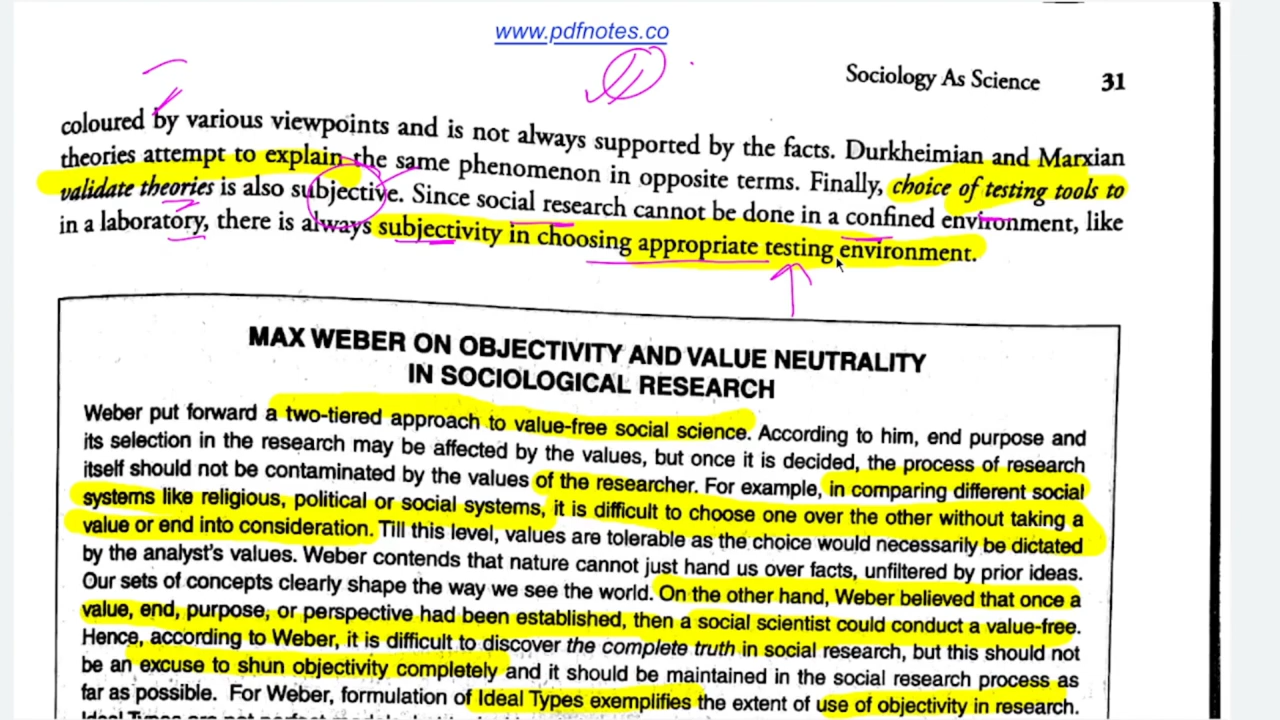 www.pdfnotes.co
Sociology As Science 31
coloured by various viewpoints and is not always supported by the facts. Durkheimian and Marxian
theories attempt to explain the same phenomenon in opposite terms. Finally, choice of testing tools to
validate theories is also subjective. Since social research cannot be done in a confined environment, like
in a laboratory, there is always subjectivity in choosing appropriate testing environment.
MAX WEBER ON OBJECTIVITY AND VALUE NEUTRALITY
IN SOCIOLOGICAL RESEARCH
Weber put forward a two-tiered approach to value-free social science. According to him, end purpose and
its selection in the research may be affected by the values, but once it is decided, the process of research
itself should not be contaminated by the values of the researcher. For example, in comparing different social
systems like religious, political or social systems, it is difficult to choose one over the other without taking a
value or end into consideration. Till this level, values are tolerable as the choice would necessarily be dictated
by the analyst's values. Weber contends that nature cannot just hand us over facts, unfiltered by prior ideas.
Our sets of concepts clearly shape the way we see the world. On the other hand, Weber believed that once a
value, end, purpose, or perspective had been established, then a social scientist could conduct a value-free.
Hence, according to Weber, it is difficult to discover the complete truth in social research, but this should not
be an excuse to shun objectivity completely and it should be maintained in the social research process as
far as possible. For Weber, formulation of Ideal Types exemplifies the extent of use of objectivity in research.
Ideal Types are not perfect